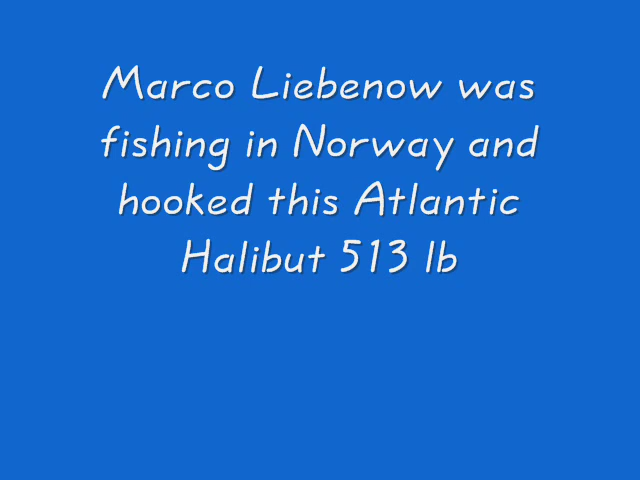 Marco Liebenow was
fishing in Norway and
hooked this Atlantic
Halibut 513 lb